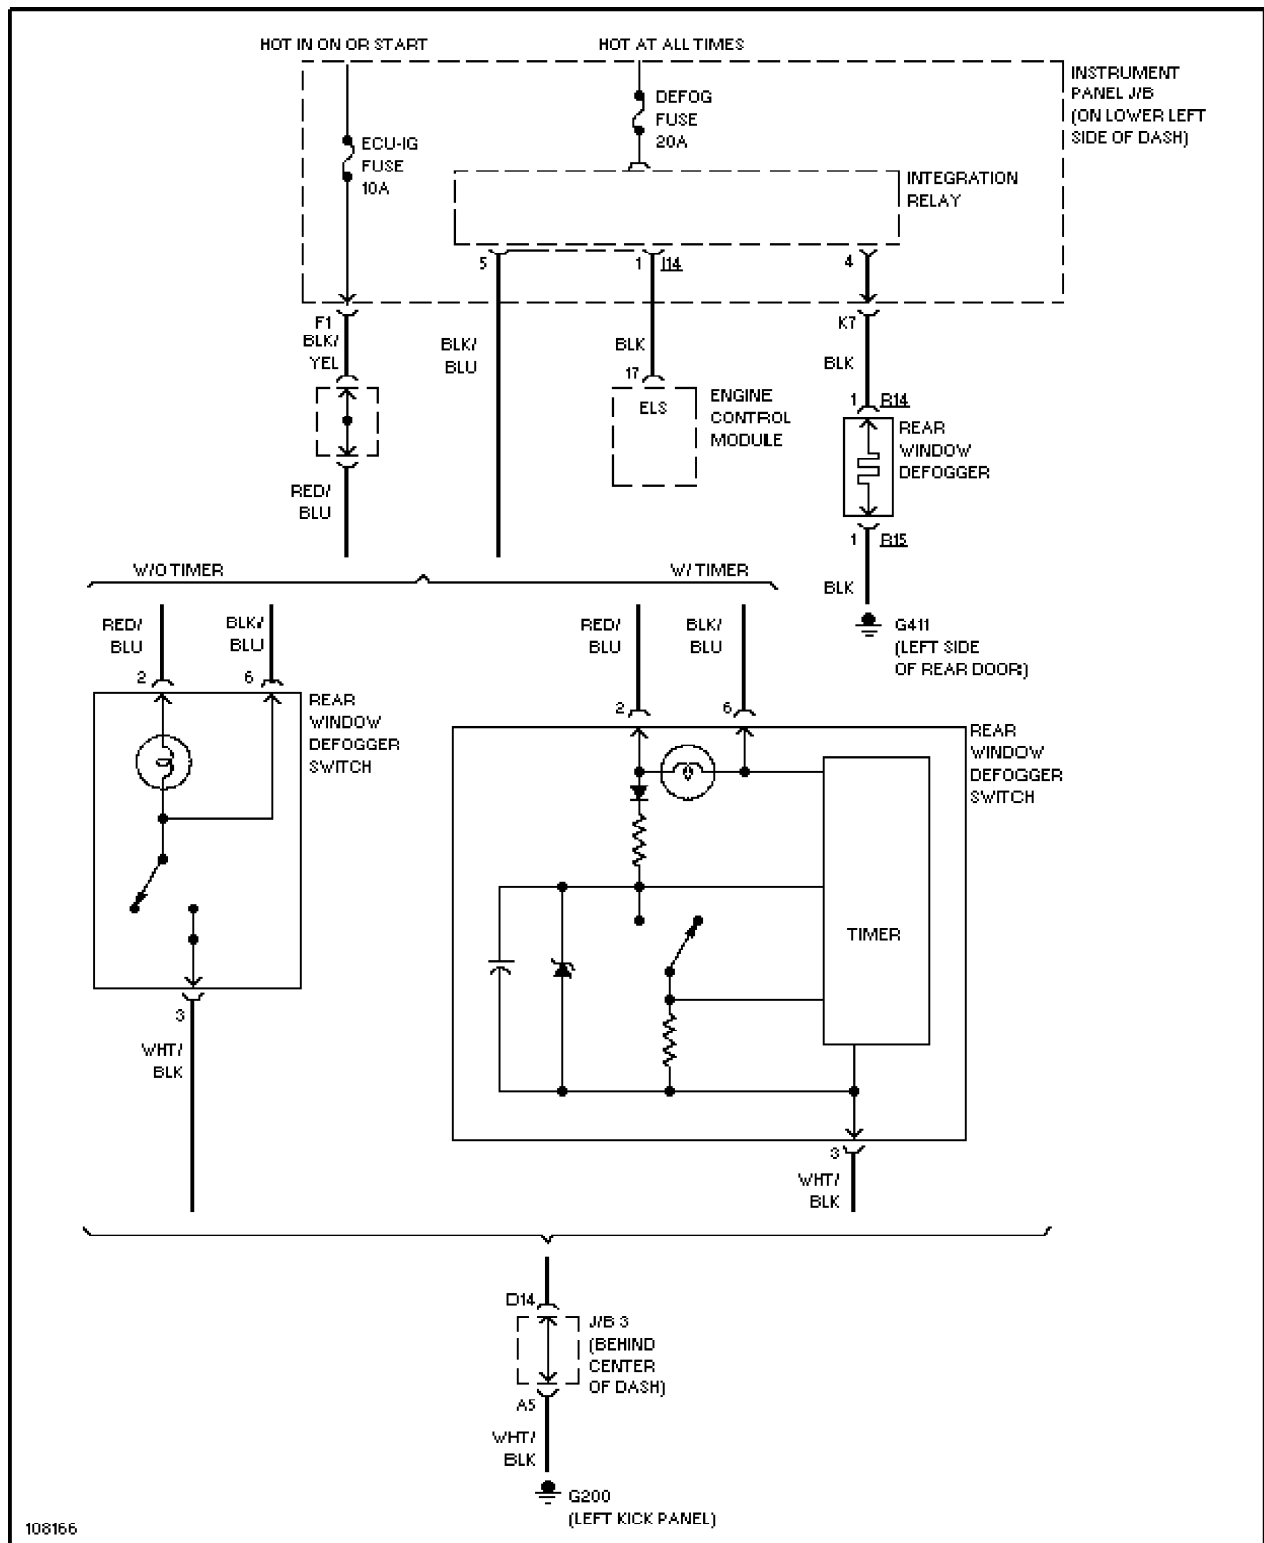 HOT IN ON OR START
HOT AT ALL TIMES
INSTRUMENT
PANEL J/B
(ON LOWER LEFT
SIDE OF DASH)
DEFOG
FUSE
20A
ECU-IG
FUSE
10A
INTEGRATION
RELAY
5
1
I14
4
F1
K7
BLK/
YEL
BLK/
BLU
BLK
BLK
17
ELS
ENGINE
CONTROL
MODULE
1
R14
REAR
WINDOW
DEFOGGER
RED/
BLU
1
R15
BLK
W/O TIMER
W/ TIMER
G411
(LEFT SIDE
OF REAR DOOR)
RED/
BLU
BLK/
BLU
RED/
BLU
BLK/
BLU
2
6
REAR
WINDOW
DEFOGGER
SWITCH
2
6
REAR
WINDOW
DEFOGGER
SWITCH
TIMER
3
WHT/
BLK
3
WHT/
BLK
D14
J/B 3
(BEHIND
CENTER
OF DASH)
A5
WHT/
BLK
G200
(LEFT KICK PANEL)
108166